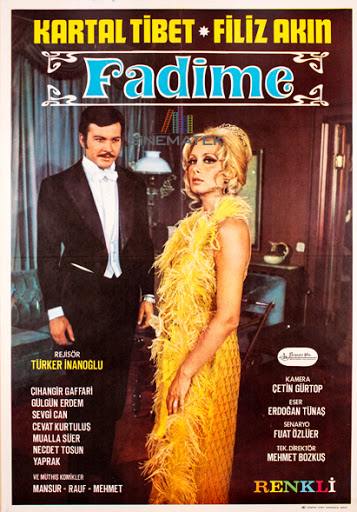 KARTAL TİBET * FİLİZ AKIN
Fadime
SİNEMATEK
REJİSÖR
TÜRKER İNANOĞLU
CİHANGİR GAFFARİ
GÜLGÜN ERDEM
SEVGİ CAN
CEVAT KURTULUŞ
MUALLA SÜER
NECDET TOSUN
YAPRAK
VE MÜTHİŞ KOMİKLER
MANSUR - RAUF - MEHMET
KAMERA
ÇETİN GÜRTOP
ESER
ERDOĞAN TÜNAŞ
SENARYO
FUAT ÖZLÜER
TEK. DİREKTÖR
MEHMET BOZKUŞ
RENKLİ